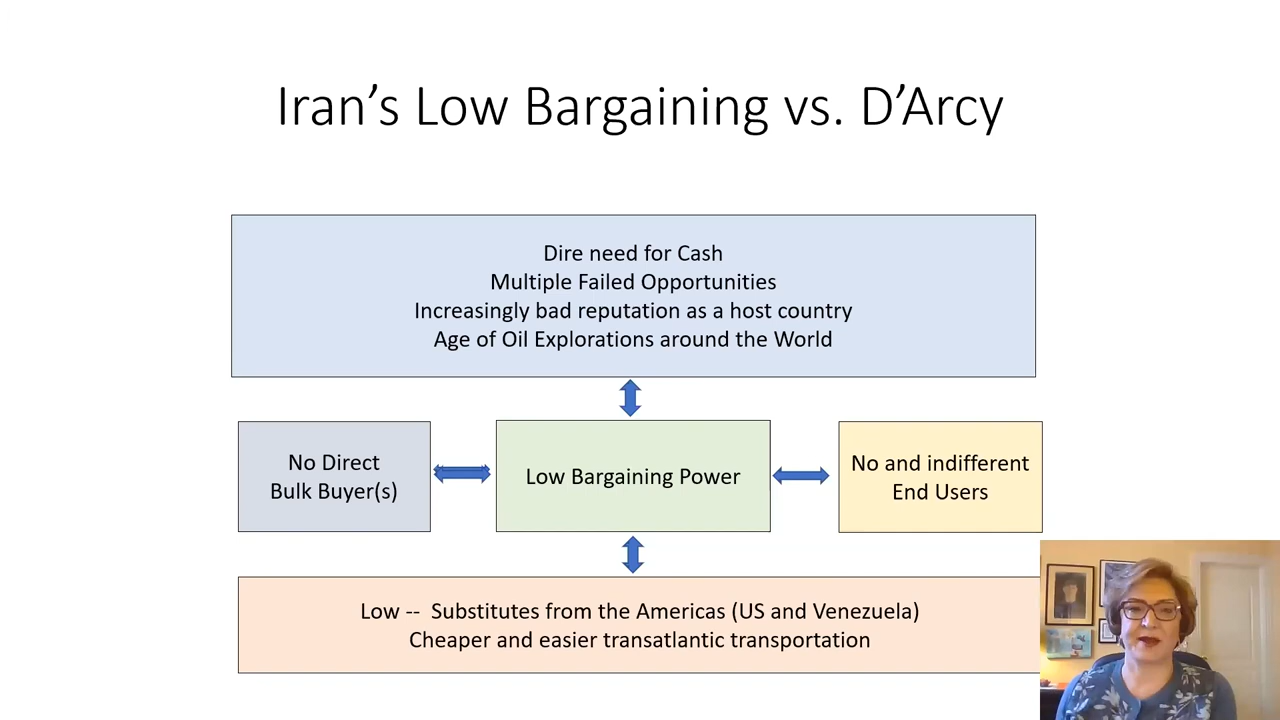 Iran’s Low Bargaining vs. D’Arcy
Dire need for Cash
Multiple Failed Opportunities
Increasingly bad reputation as a host country
Age of Oil Explorations around the World
No Direct
Bulk Buyer(s)
Low Bargaining Power
No and indifferent
End Users
Low --  Substitutes from the Americas (US and Venezuela)
Cheaper and easier transatlantic transportation